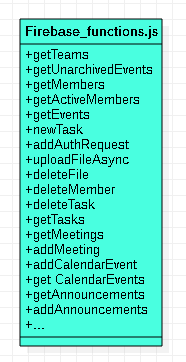 Firebase_functions.js
+getTeams
+getUnarchivedEvents
+getMembers
+getActiveMembers
+getEvents
+newTask
+addAuthRequest
+uploadFileAsync
+deleteFile
+deleteMember
+deleteTask
+getTasks
+getMeetings
+addMeeting
+addCalendarEvent
+get CalendarEvents
+getAnnouncements
+addAnnouncements
+...